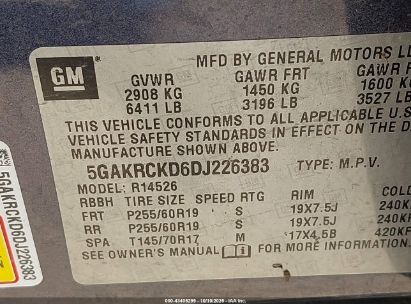 MFD BY GENERAL MOTORS LL
GM
GVWR GAWR FRT GAWR R
2908 KG 1450 KG 1600 K
6411 LB 3196 LB 3527 LB
THIS VEHICLE CONFORMS TO ALL APPLICABLE U.S
VEHICLE SAFETY STANDARDS IN EFFECT ON THE D
MANUFACTURE SHOWN ABOVE.
5GAKRCKD6DJ226383 TYPE: M.P.V.
MODEL: R14526
RBBH TIRE SIZE SPEED RTG RIM COL
FRT P255/60R19 S 19X7.5J 240K
RR P255/60R19 S 19X7.5J 240K
SPA T145/70R17 M 17X4.5B 420K
SEE OWNER'S MANUAL i FOR MORE INFORMATION.
5GAKRCKD6DJ226383